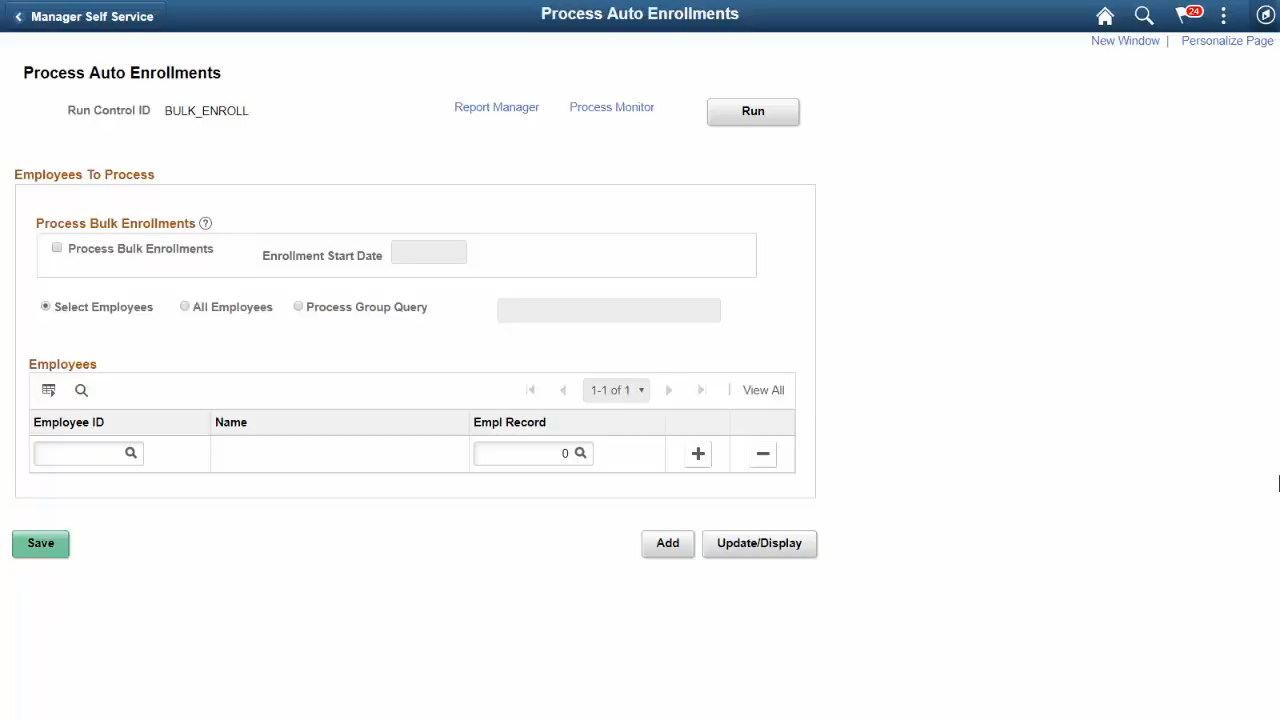 Manager Self Service
Process Auto Enrollments
24
New Window | Personalize Page
Process Auto Enrollments
Run Control ID BULK_ENROLL
Report Manager Process Monitor Run
Employees To Process
Process Bulk Enrollments ?
Process Bulk Enrollments Enrollment Start Date
Select Employees All Employees Process Group Query
Employees
1-1 of 1 | View All
Employee ID Name Empl Record
0 + −
Save Add Update/Display